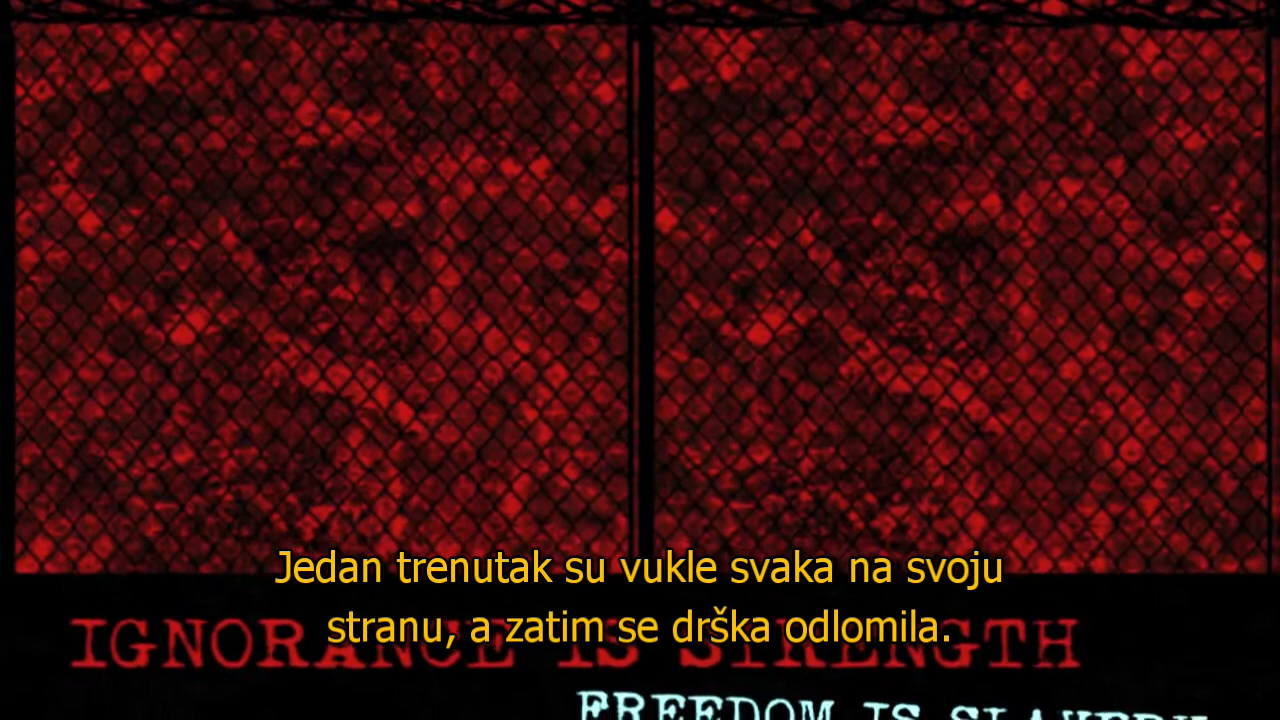 Jedan trenutak su vukle svaka na svoju
stranu, a zatim se drška odlomila.
IGNORANCE IS STRENGTH
FREEDOM IS SLAVERY